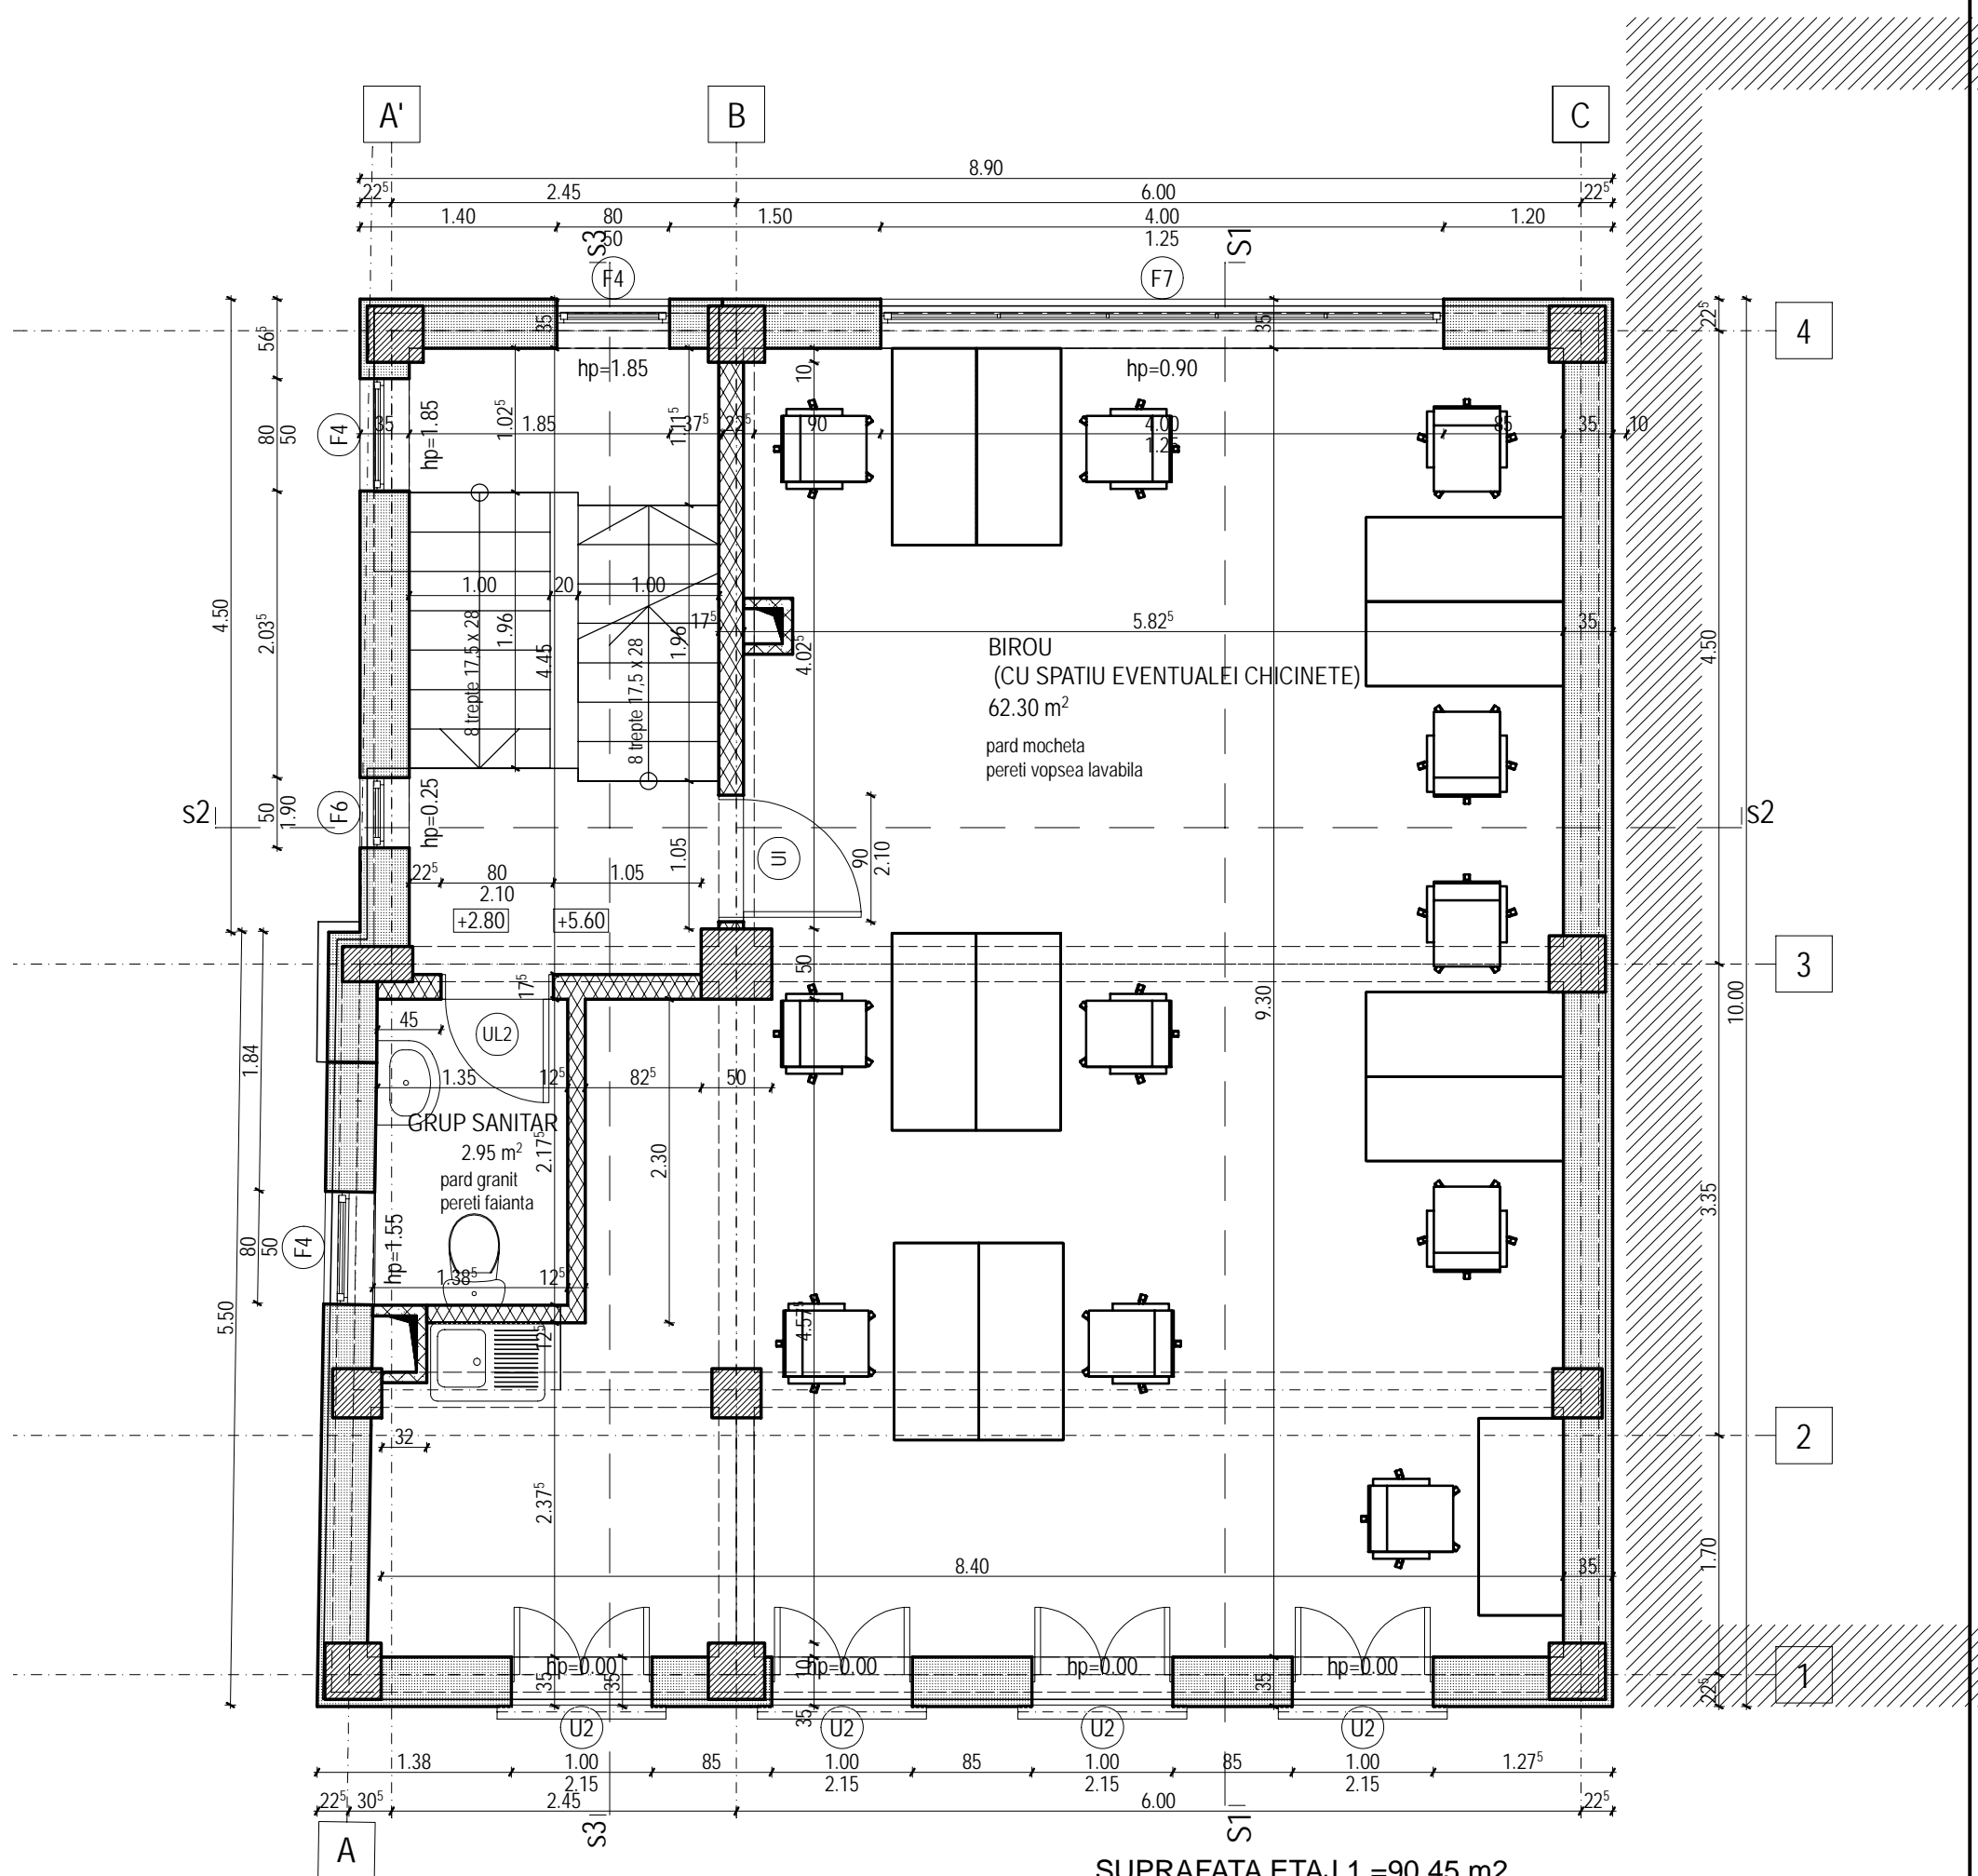 A'
B
C
8.90
22⁵
2.45
6.00
22⁵
1.40
80
1.50
4.00
1.20
50
1.25
s3
S1
F4
F7
22⁵
4
56⁵
35
35
hp=1.85
10
hp=0.90
F4
80
50
35
hp=1.85
1.02⁵
1.85
1.11⁵
37⁵
22⁵
90
4.00
1.25
85
35
10
4.50
2.03⁵
1.00
20
1.00
8 trepte 17,5 x 28
1.96
4.45
8 trepte 17,5 x 28
1.96
17⁵
4.02⁵
5.82⁵
35
4.50
BIROU
(CU SPATIU EVENTUALEI CHICINETE)
62.30 m²
pard mocheta
pereti vopsea lavabila
s2
50
1.90
F6
hp=0.25
s2
UI
90
2.10
1.05
22⁵
80
1.05
2.10
+2.80
+5.60
50
3
17⁵
9.30
10.00
45
UL2
1.84
1.35
12⁵
82⁵
50
GRUP SANITAR
2.95 m²
2.17⁵
2.30
pard granit
pereti faianta
3.35
80
50
F4
hp=1.55
1.38⁵
12⁵
5.50
12⁵
4.57⁵
32
2
2.37⁵
1.70
8.40
35
hp=0.00
hp=0.00
hp=0.00
hp=0.00
35
35
10
35
35
22⁵
1
U2
U2
U2
U2
1.38
1.00
85
1.00
85
1.00
85
1.00
1.27⁵
2.15
2.15
2.15
2.15
22⁵
30⁵
2.45
6.00
22⁵
s3
S1
A
SUPRAFATA ETAJ 1 =90,45 m2